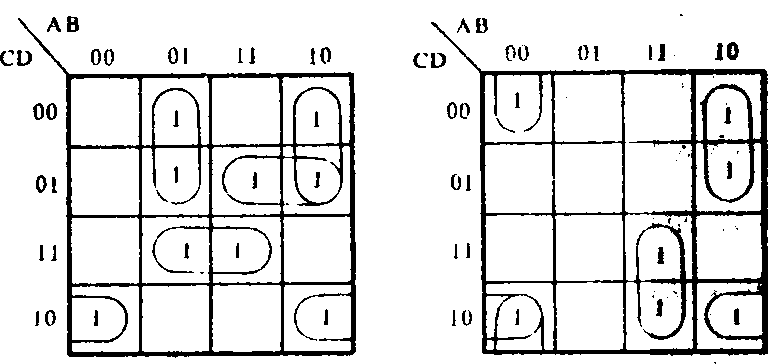 AB AB
CD 00 01 11 10 CD 00 01 11 10
00 1 1 00 1 1
01 1 1 1 01 1
11 1 1 11 1
10 1 1 10 1 1 1